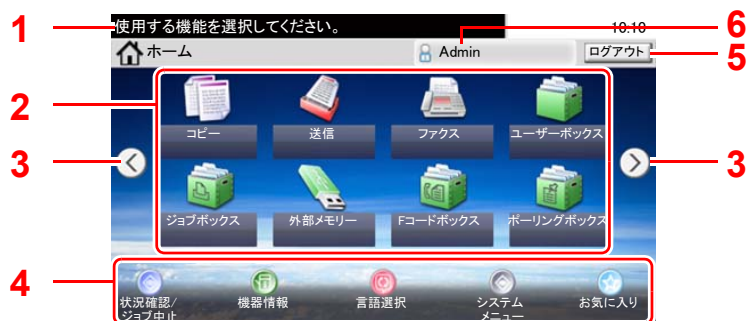 1 使用する機能を選択してください。 10:10 6
ホーム Admin ログアウト 5
2
コピー 送信 ファクス ユーザーボックス
3 3
ジョブボックス 外部メモリー Fコードボックス ポーリングボックス
4
状況確認/ 機器情報 言語選択 システム お気に入り
ジョブ中止 メニュー